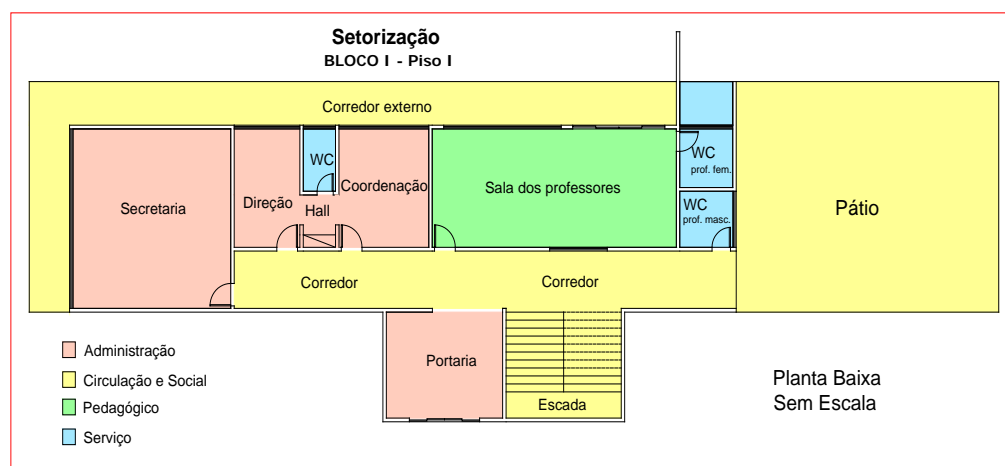 Setorização
BLOCO I - Piso I
Corredor externo
WC
WC
prof. fem.
Coordenação
Sala dos professores
Secretaria
Direção
Hall
WC
prof. masc.
Pátio
Corredor
Corredor
Portaria
Escada
Administração
Circulação e Social
Pedagógico
Serviço
Planta Baixa
Sem Escala